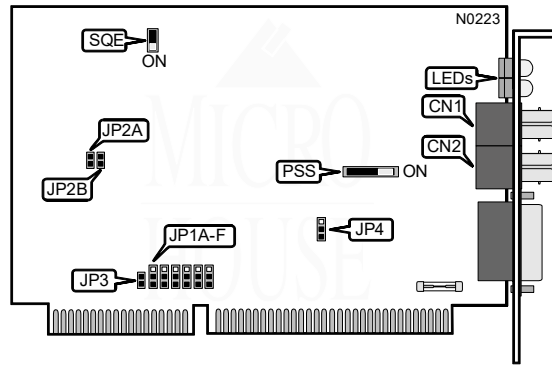 N0223
SQE
ON
LEDs
CN1
JP2A
CN2
PSS
ON
JP2B
JP1A-F
JP4
JP3
MICRO
HOUSE